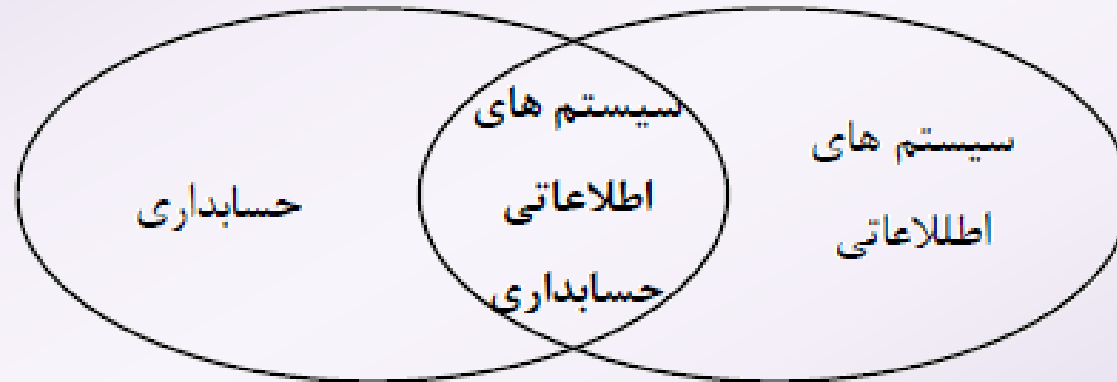 سیستم های
اطللاعاتی
سیستم های
اطلاعاتی
حسابداری
حسابداری